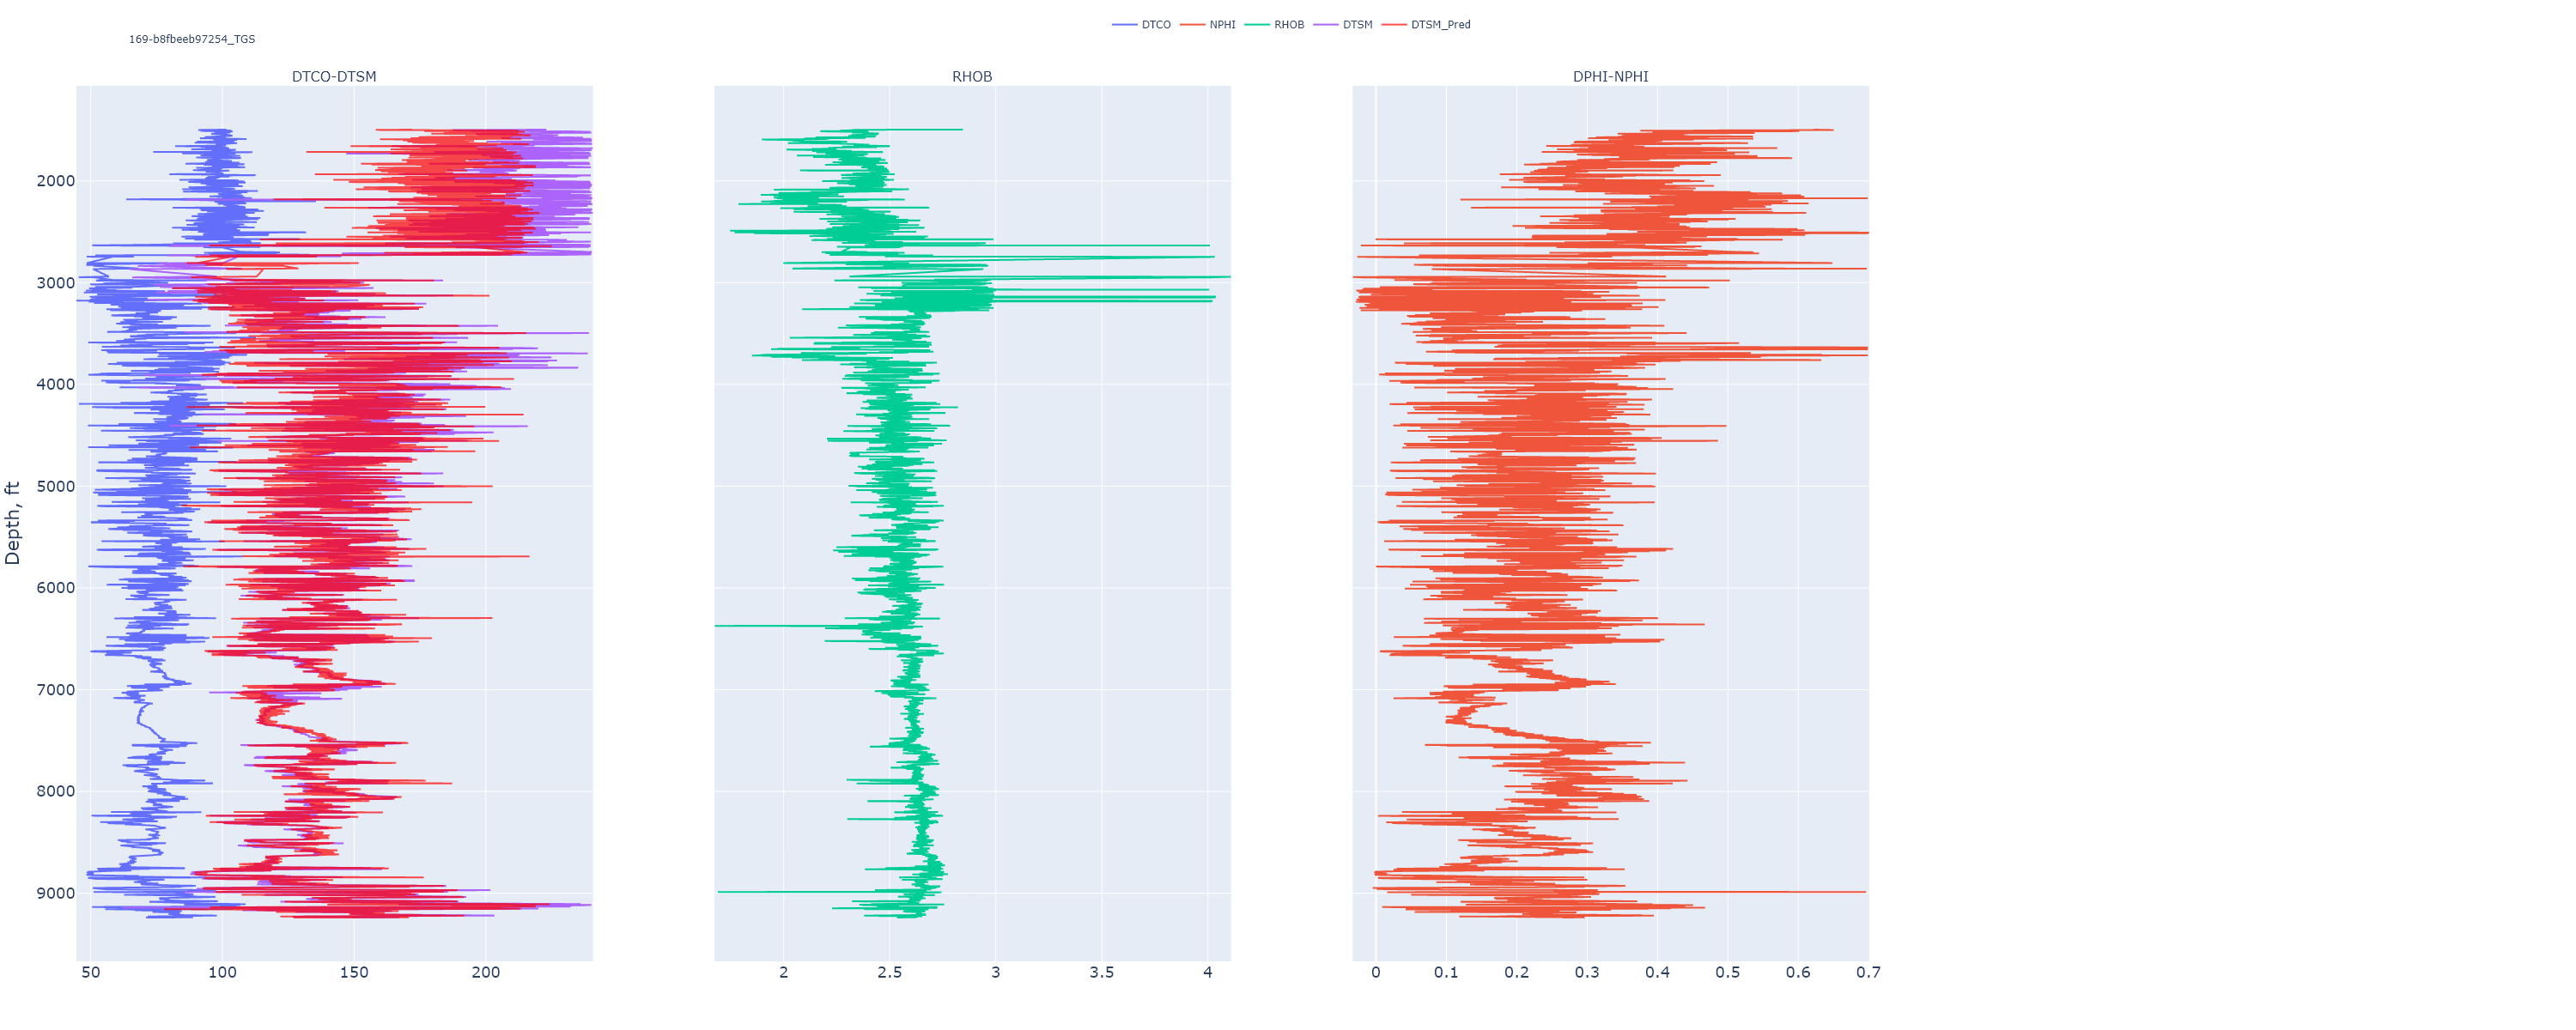 DTCO NPHI RHOB DTSM DTSM_Pred
169-b8fbeeb97254_TGS
DTCO-DTSM RHOB DPHI-NPHI
Depth, ft
2000
3000
4000
5000
6000
7000
8000
9000
50 100 150 200 2 2.5 3 3.5 4 0 0.1 0.2 0.3 0.4 0.5 0.6 0.7